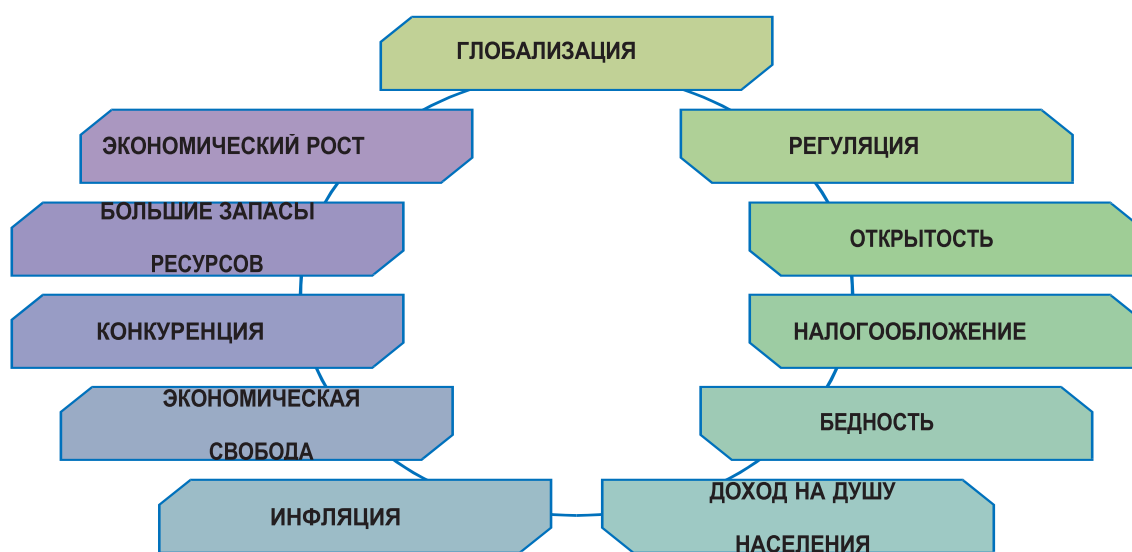 ГЛОБАЛИЗАЦИЯ
ЭКОНОМИЧЕСКИЙ РОСТ
РЕГУЛЯЦИЯ
БОЛЬШИЕ ЗАПАСЫ
РЕСУРСОВ
ОТКРЫТОСТЬ
КОНКУРЕНЦИЯ
НАЛОГООБЛОЖЕНИЕ
ЭКОНОМИЧЕСКАЯ
СВОБОДА
БЕДНОСТЬ
ИНФЛЯЦИЯ
ДОХОД НА ДУШУ
НАСЕЛЕНИЯ